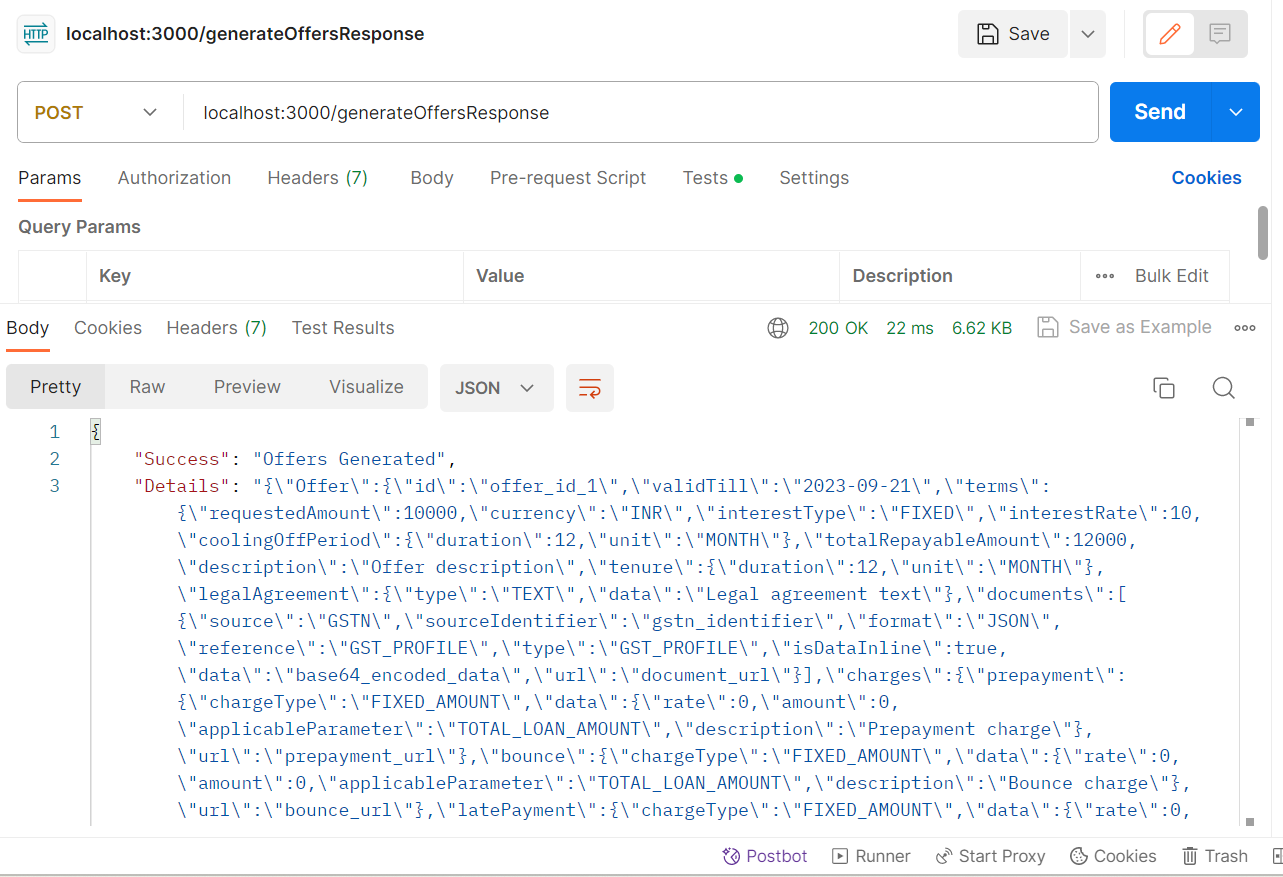 HTTP localhost:3000/generateOffersResponse Save
POST localhost:3000/generateOffersResponse Send
Params Authorization Headers (7) Body Pre-request Script Tests Settings Cookies
Query Params
Key Value Description Bulk Edit
Body Cookies Headers (7) Test Results 200 OK 22 ms 6.62 KB Save as Example
Pretty Raw Preview Visualize JSON
1 {
2 "Success": "Offers Generated",
3 "Details": "{\"Offer\":{\"id\":\"offer_id_1\",\"validTill\":\"2023-09-21\",\"terms\":
{\"requestedAmount\":10000,\"currency\":\"INR\",\"interestType\":\"FIXED\",\"interestRate\":10,
\"coolingOffPeriod\":{\"duration\":12,\"unit\":\"MONTH\"},\"totalRepayableAmount\":12000,
\"description\":\"Offer description\",\"tenure\":{\"duration\":12,\"unit\":\"MONTH\"},
\"legalAgreement\":{\"type\":\"TEXT\",\"data\":\"Legal agreement text\"},\"documents\":[
{\"source\":\"GSTN\",\"sourceIdentifier\":\"gstn_identifier\",\"format\":\"JSON\",
\"reference\":\"GST_PROFILE\",\"type\":\"GST_PROFILE\",\"isDataInline\":true,
\"data\":\"base64_encoded_data\",\"url\":\"document_url\"}],\"charges\":{\"prepayment\":
{\"chargeType\":\"FIXED_AMOUNT\",\"data\":{\"rate\":0,\"amount\":0,
\"applicableParameter\":\"TOTAL_LOAN_AMOUNT\",\"description\":\"Prepayment charge\"},
\"url\":\"prepayment_url\"},\"bounce\":{\"chargeType\":\"FIXED_AMOUNT\",\"data\":{\"rate\":0,
\"amount\":0,\"applicableParameter\":\"TOTAL_LOAN_AMOUNT\",\"description\":\"Bounce charge\"},
\"url\":\"bounce_url\"},\"latePayment\":{\"chargeType\":\"FIXED_AMOUNT\",\"data\":{\"rate\":0,
Postbot Runner Start Proxy Cookies Trash